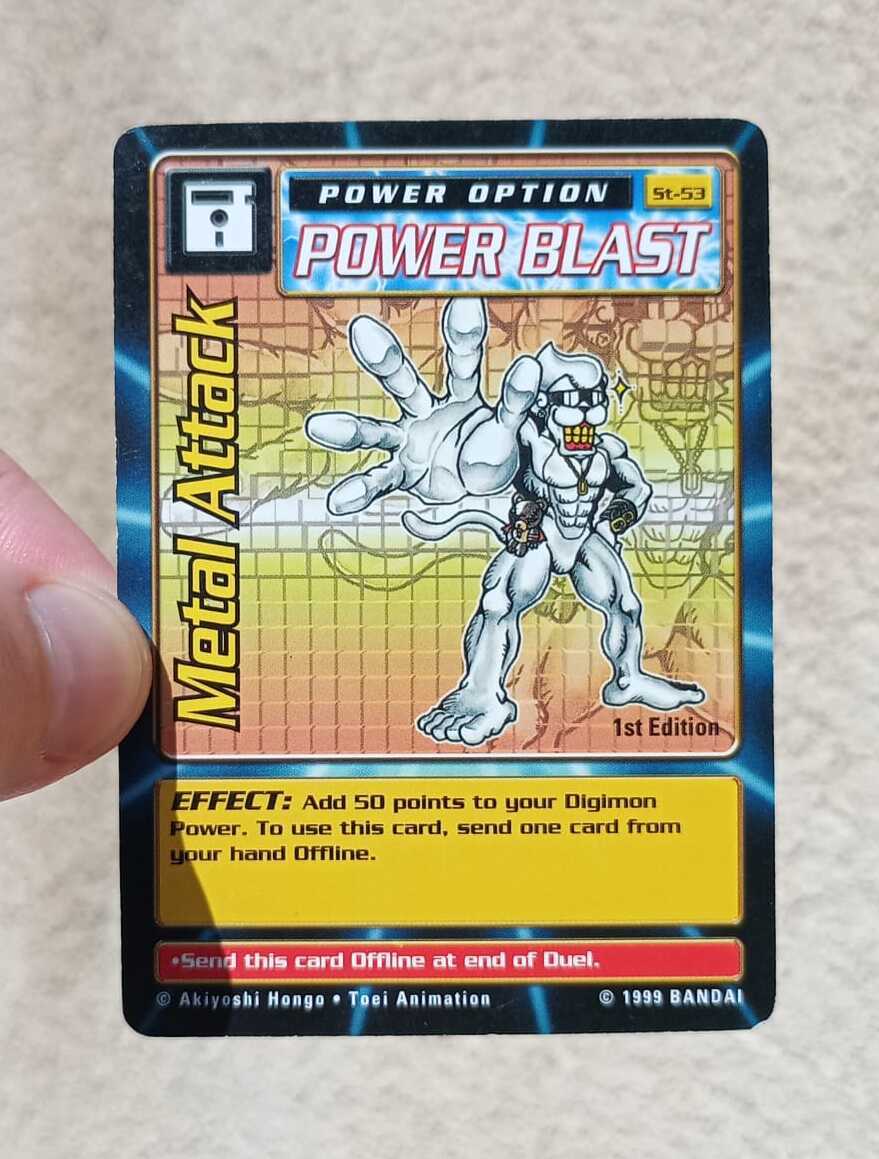 POWER OPTION
St-53
POWER BLAST
Metal Attack
1st Edition
EFFECT: Add 50 points to your Digimon
Power. To use this card, send one card from
your hand Offline.
•Send this card Offline at end of Duel.
© Akiyoshi Hongo • Toei Animation
© 1999 BANDAI